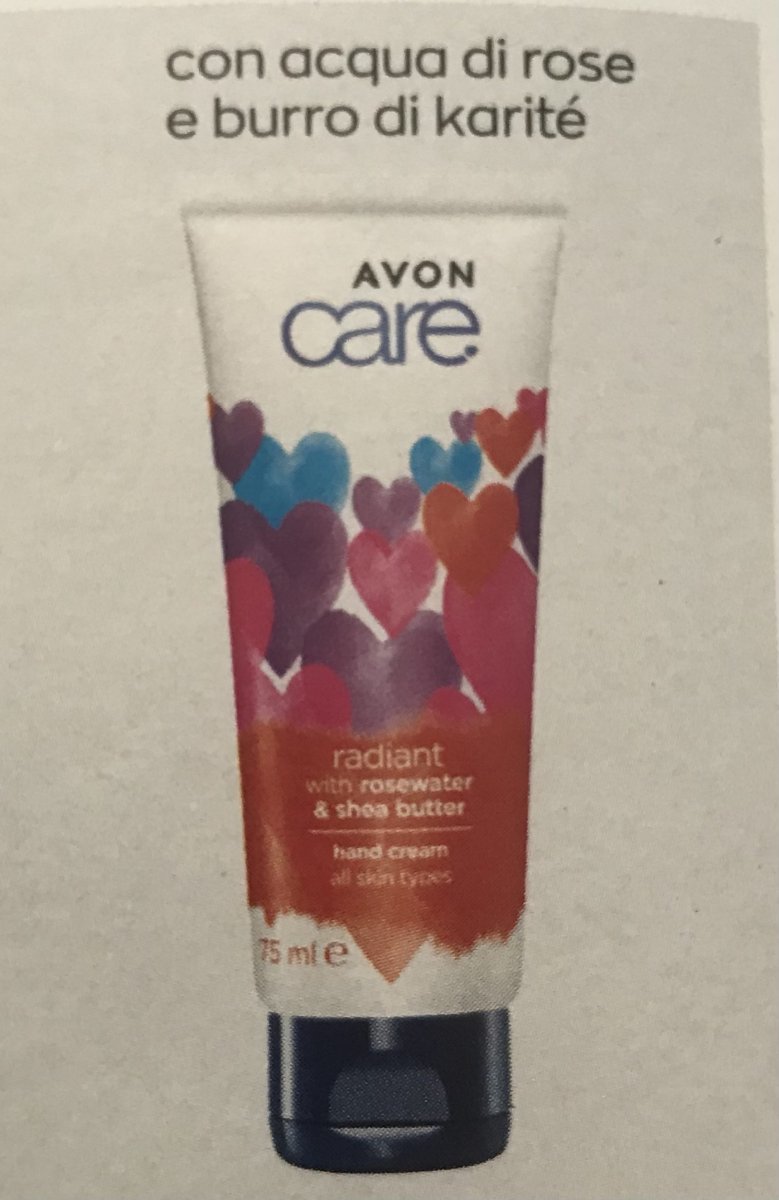 con acqua di rose
e burro di karité
AVON
care.
radiant
with rosewater
& shea butter
hand cream
all skin types
75 ml e